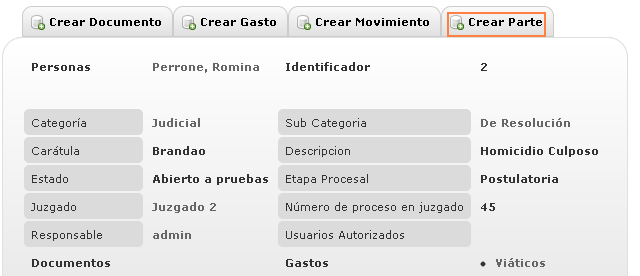 Crear Documento Crear Gasto Crear Movimiento Crear Parte
Personas Perrone, Romina Identificador 2
Categoría Judicial Sub Categoria De Resolución
Carátula Brandao Descripcion Homicidio Culposo
Estado Abierto a pruebas Etapa Procesal Postulatoria
Juzgado Juzgado 2 Número de proceso en juzgado 45
Responsable admin Usuarios Autorizados
Documentos Gastos • Viáticos